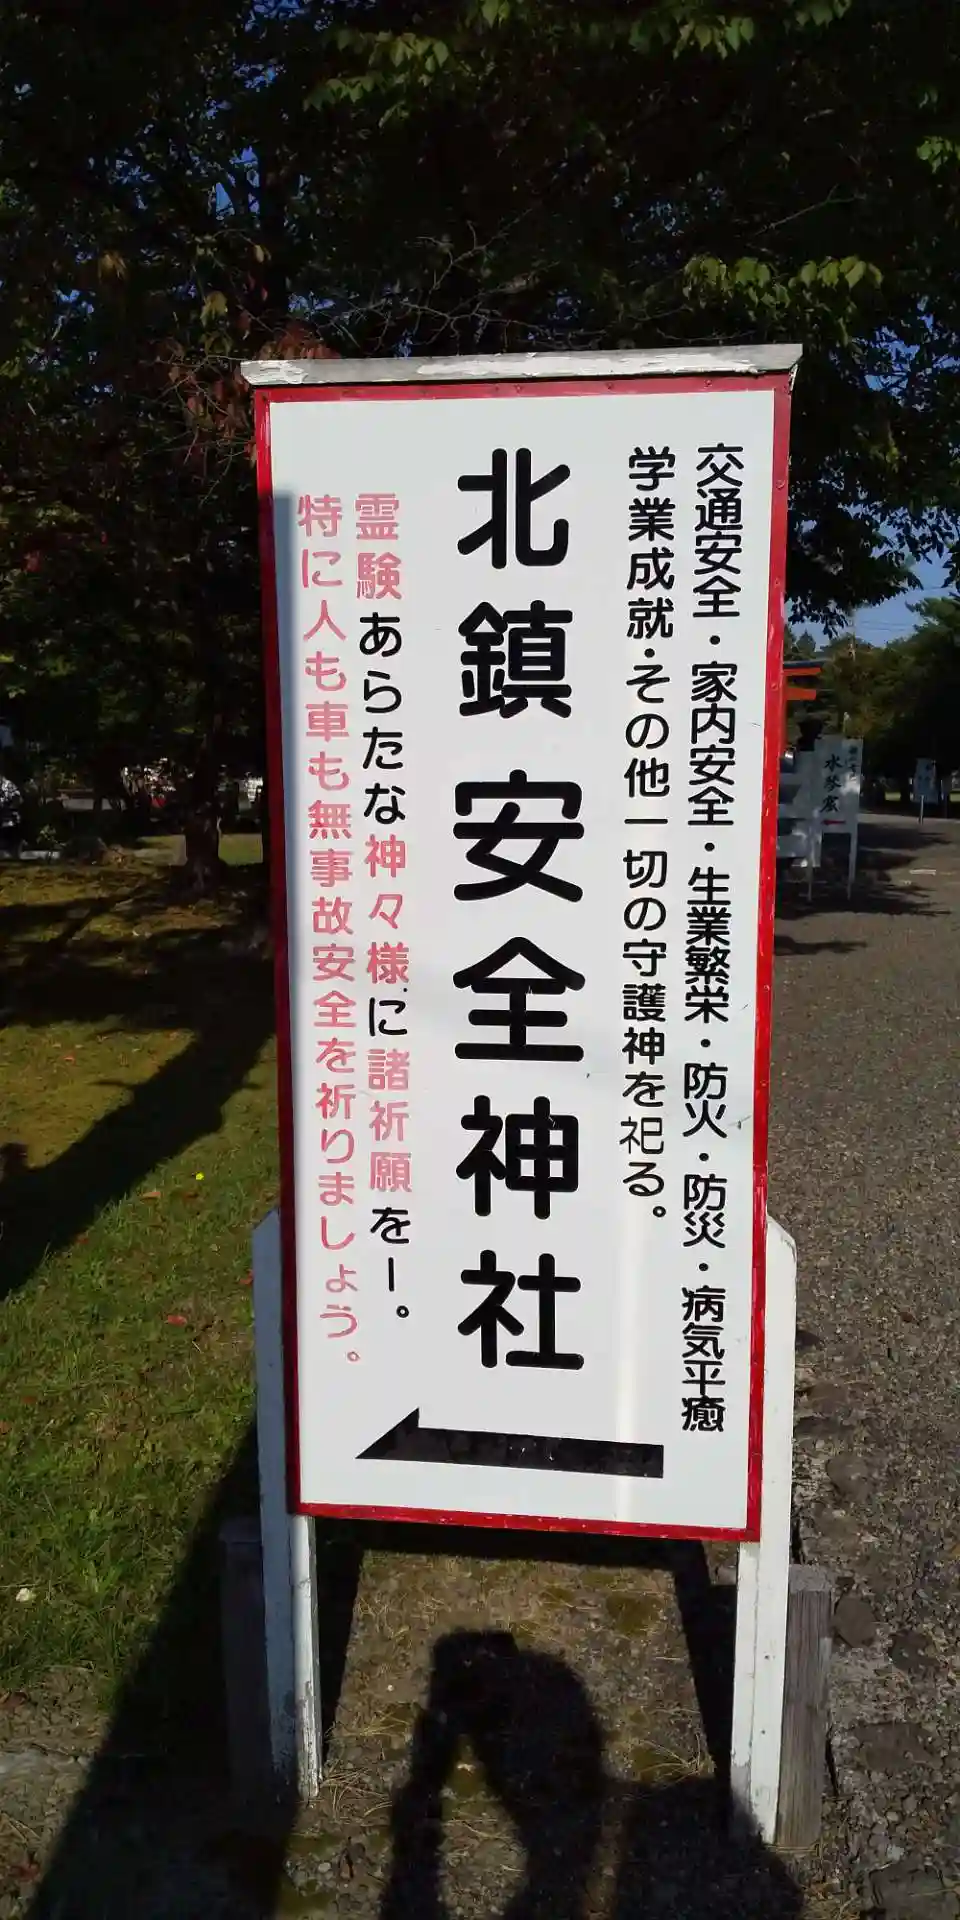 交通安全・家内安全・生業繁栄・防火・防災・病気平癒
学業成就・その他一切の守護神を祀る。
北鎮安全神社
霊験あらたな神々様に諸祈願をー。
特に人も車も無事故安全を祈りましょう。